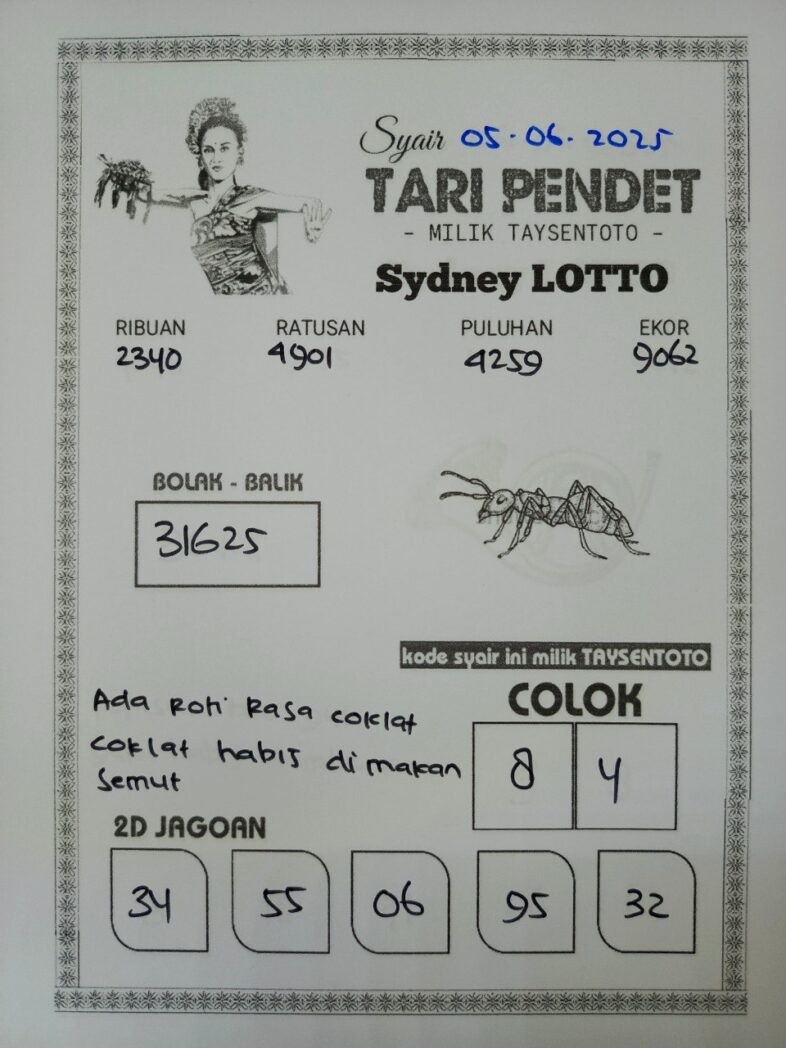 Syair 05.06.2025
TARI PENDET
- MILIK TAYSENTOTO -
Sydney LOTTO
RIBUAN RATUSAN PULUHAN EKOR
2340 4901 4259 9062
BOLAK - BALIK
31625
kode syair ini milik TAYSENTOTO
COLOK
8 4
Ada Roti Rasa coklat
coklat habis di makan
semut
2D JAGOAN
34 55 06 95 32